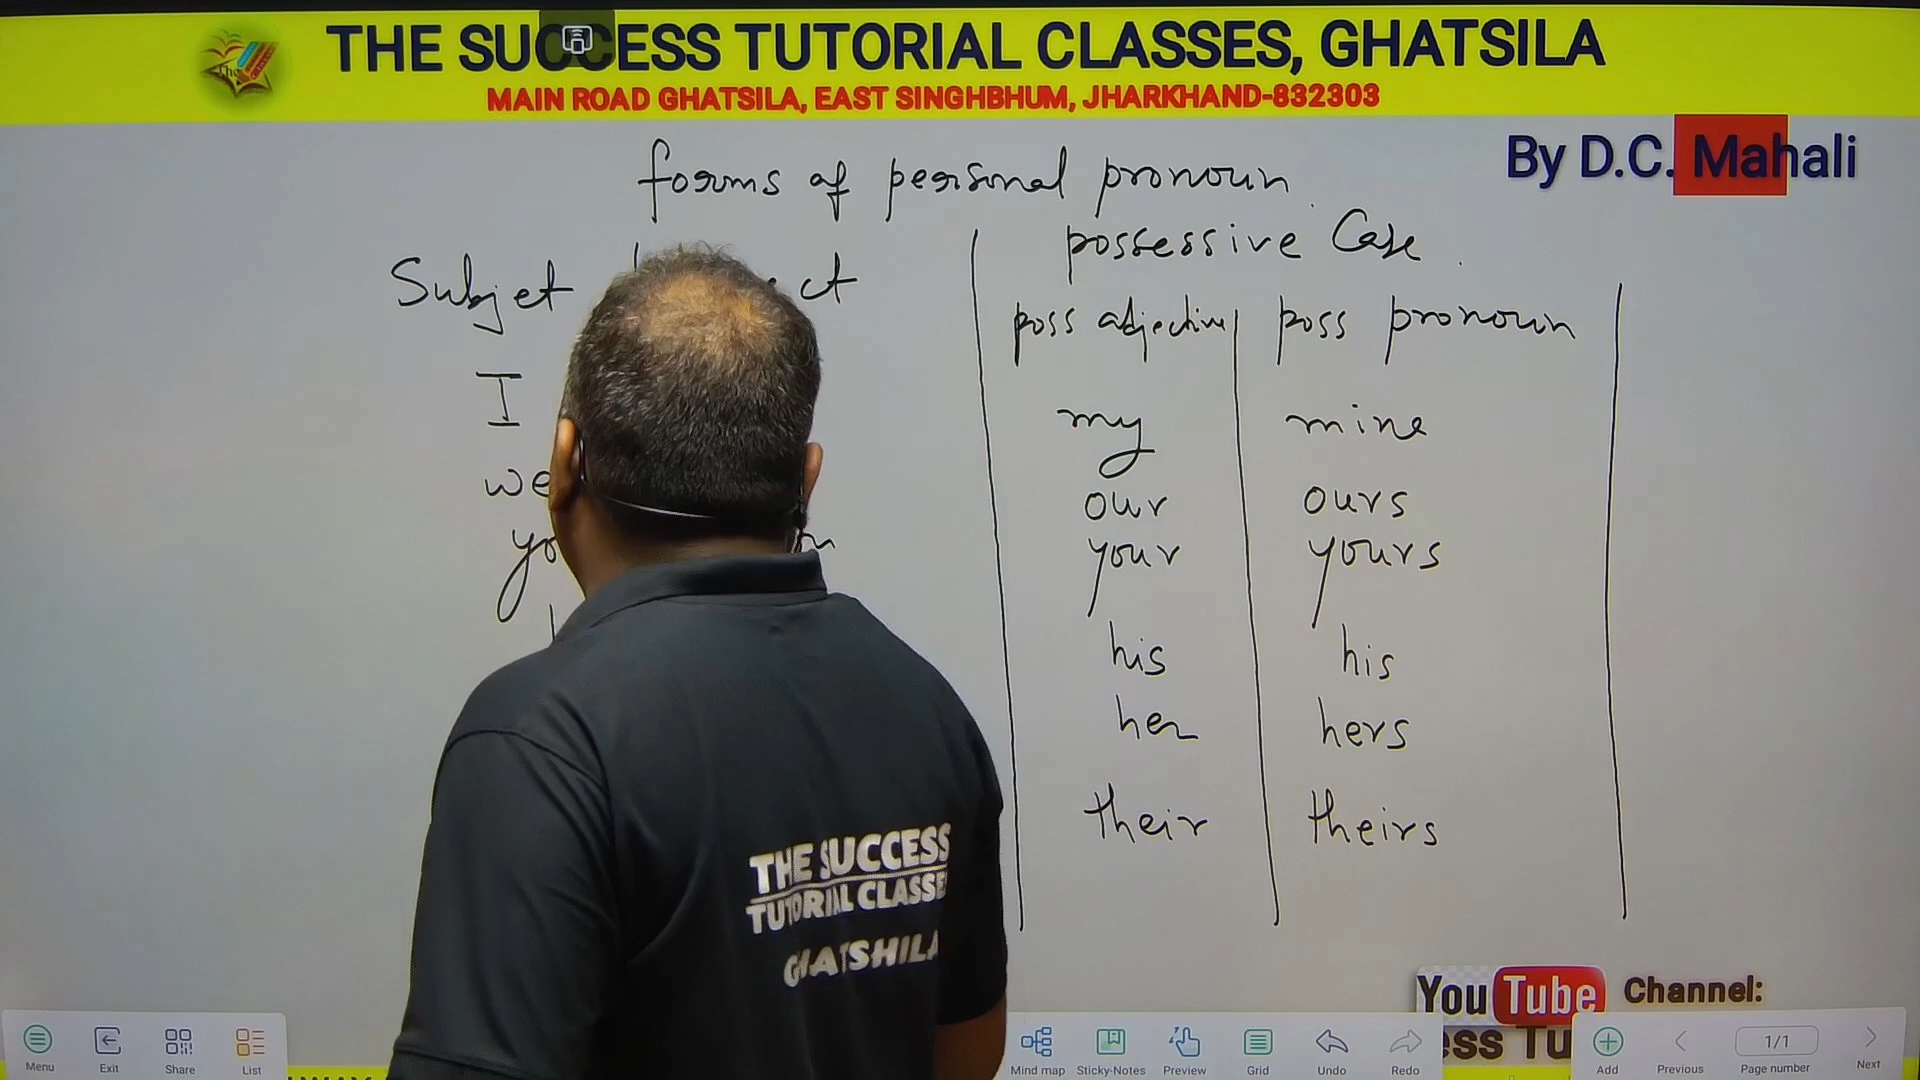 THE SUCCESS TUTORIAL CLASSES, GHATSILA
MAIN ROAD GHATSILA, EAST SINGHBHUM, JHARKHAND-832303
By D.C. Mahali
forms of personal pronoun
possessive Case
Subjet
poss adjective poss pronoun
I my mine
we our ours
your yours
his his
her hers
their theirs
THE SUCCESS
TUTORIAL CLASSE
GHATSHILA
YouTube Channel:
ess Tu
Menu Exit Share List Mind map Sticky-Notes Preview Grid Undo Redo Add Previous 1/1 Page number Next